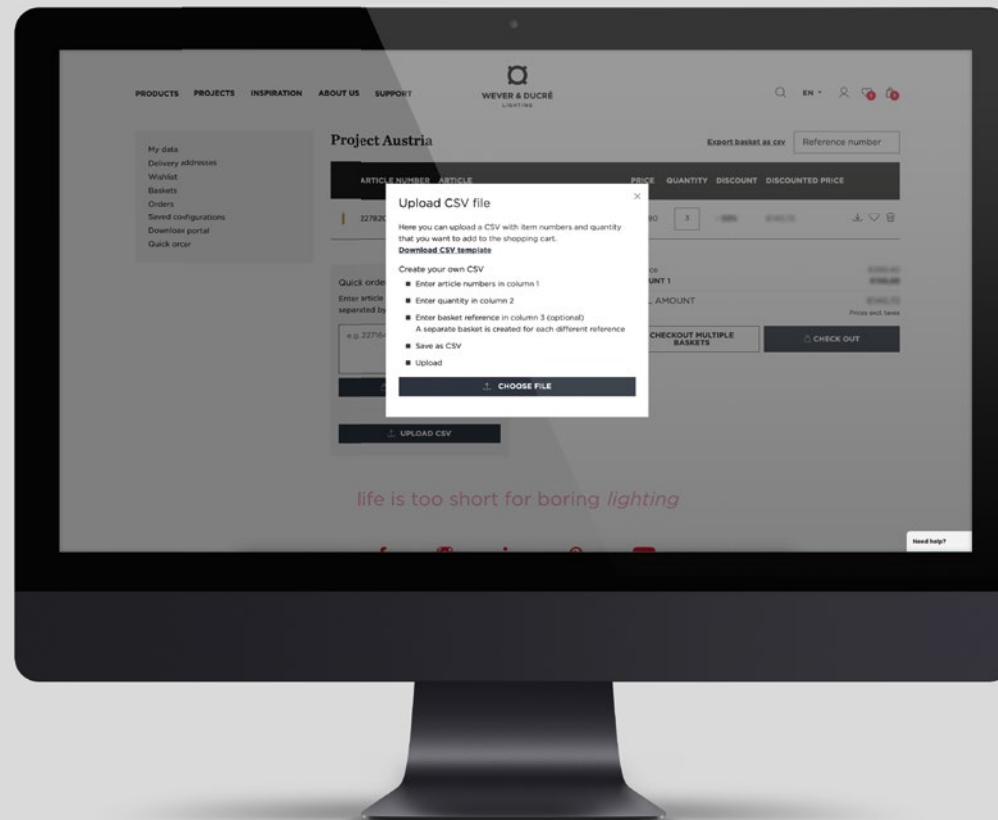 PRODUCTS PROJECTS INSPIRATION ABOUT US SUPPORT
WEVER & DUCRÉ
LIGHTING
EN
My data
Delivery addresses
Wishlist
Baskets
Orders
Saved configurations
Download portal
Quick order
Project Austria
Export basket as csv
Reference number
ARTICLE NUMBER ARTICLE PRICE QUANTITY DISCOUNT DISCOUNTED PRICE
3
Upload CSV file
Here you can upload a CSV with item numbers and quantity
that you want to add to the shopping cart.
Download CSV template
Create your own CSV
Enter article numbers in column 1
Enter quantity in column 2
Enter basket reference in column 3 (optional)
A separate basket is created for each different reference
Save as CSV
Upload
CHOOSE FILE
Quick orde
Enter article
separated by
e.g. 22716
UPLOAD CSV
UNT 1
AMOUNT
Prices excl. taxes
CHECKOUT MULTIPLE
BASKETS
CHECK OUT
life is too short for boring lighting
Need help?